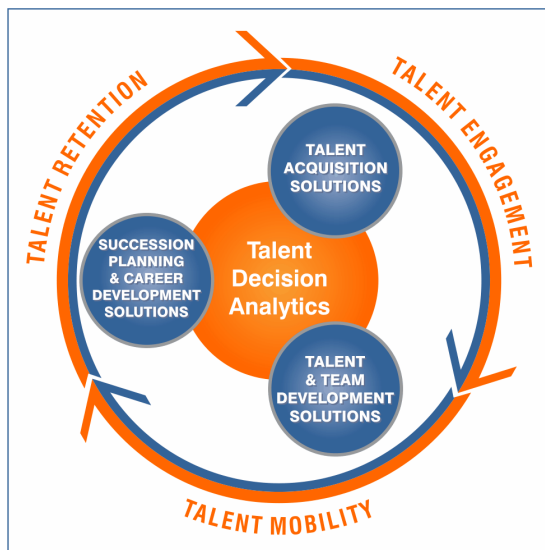 TALENT RETENTION
TALENT ENGAGEMENT
TALENT
ACQUISITION
SOLUTIONS
SUCCESSION
PLANNING
& CAREER
DEVELOPMENT
SOLUTIONS
Talent
Decision
Analytics
TALENT
& TEAM
DEVELOPMENT
SOLUTIONS
TALENT MOBILITY